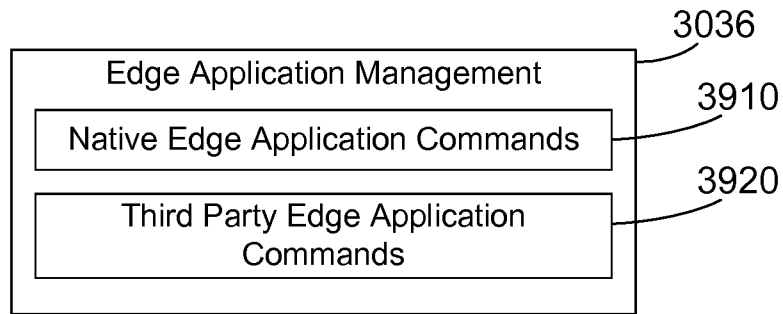 3036
Edge Application Management
3910
Native Edge Application Commands
3920
Third Party Edge Application
Commands